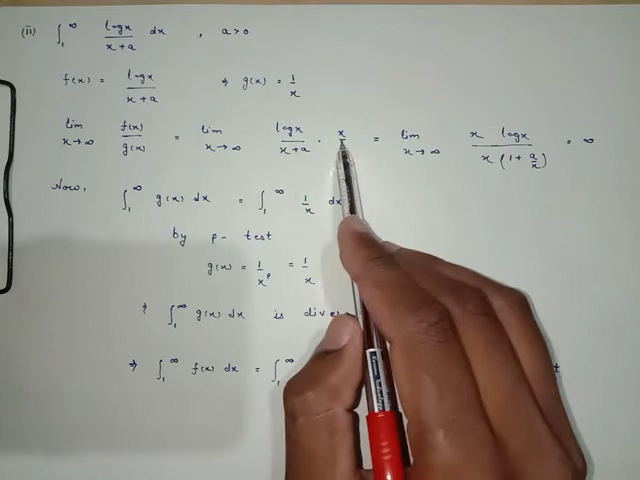 (ii) ∫₁^∞ log x / (x+a) dx , a>0
f(x) = log x / (x+a) → g(x) = 1/x
lim x→∞ f(x)/g(x) = lim x→∞ log x / (x+a) · x/1 = lim x→∞ x log x / x(1 + a/x) = ∞
Now, ∫₁^∞ g(x) dx = ∫₁^∞ 1/x dx
by p- test
g(x) = 1/x^p = 1/x
⇒ ∫₁^∞ g(x) dx is
⇒ ∫₁^∞ f(x) dx = ∫₁^∞